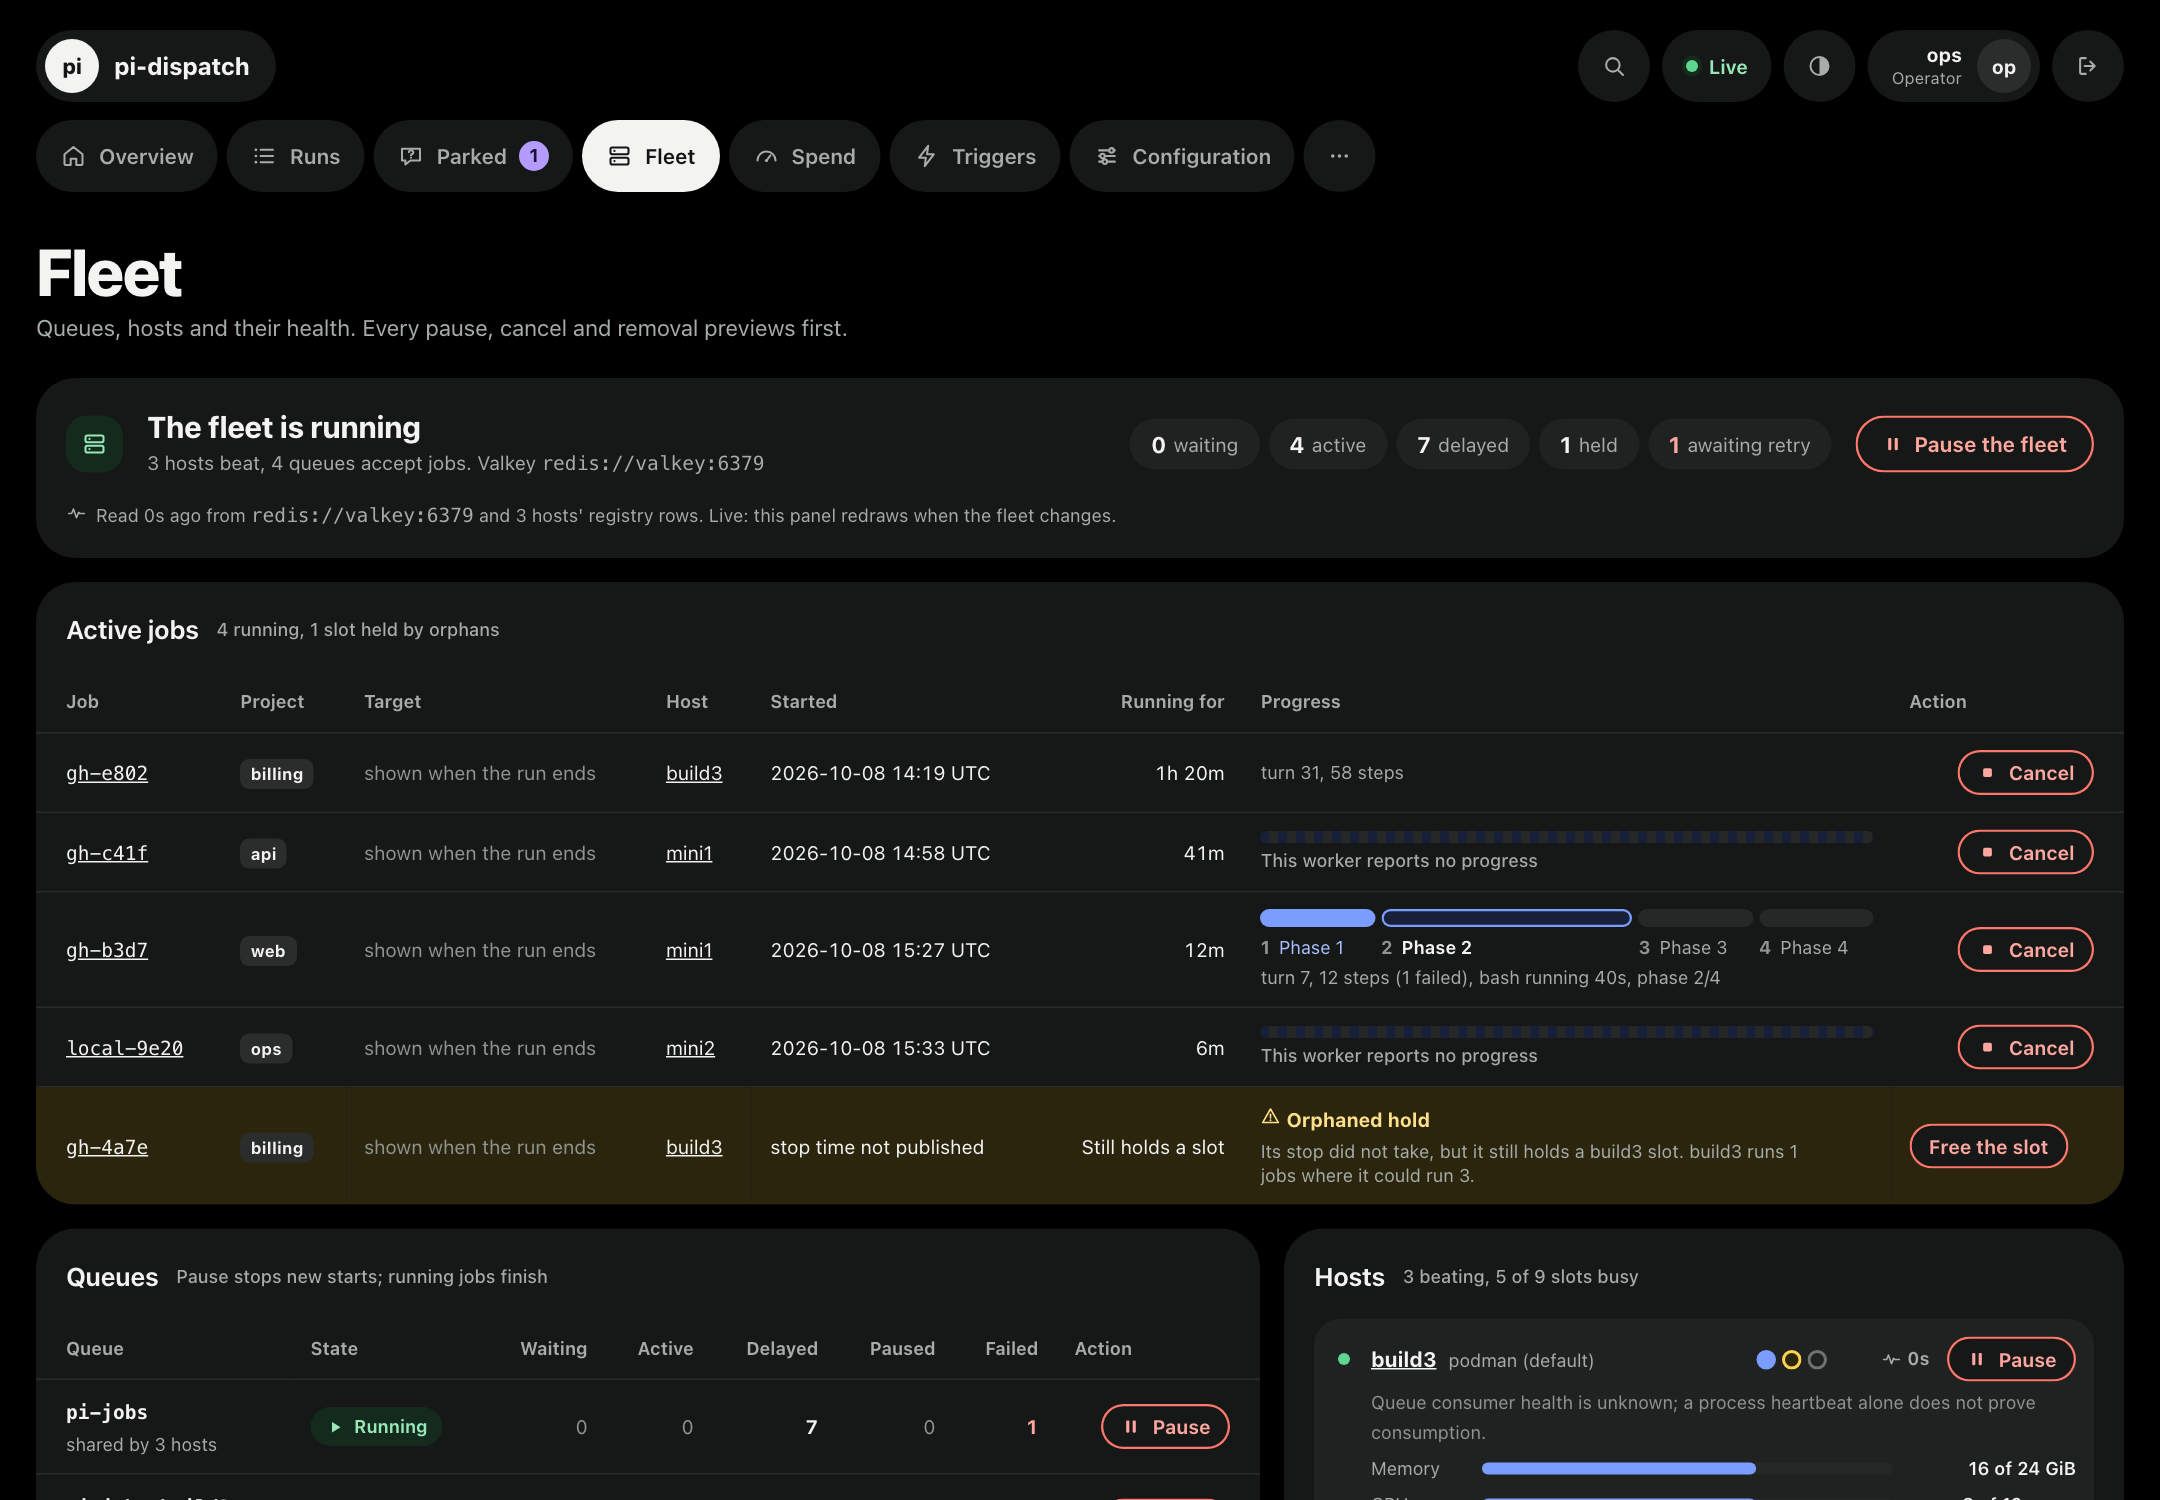 pi pi-dispatch
Live
ops
Operator
op
Overview Runs Parked 1 Fleet Spend Triggers Configuration ...
Fleet
Queues, hosts and their health. Every pause, cancel and removal previews first.
The fleet is running
3 hosts beat, 4 queues accept jobs. Valkey redis://valkey:6379
0 waiting 4 active 7 delayed 1 held 1 awaiting retry Pause the fleet
Read 0s ago from redis://valkey:6379 and 3 hosts' registry rows. Live: this panel redraws when the fleet changes.
Active jobs 4 running, 1 slot held by orphans
Job Project Target Host Started Running for Progress Action
gh-e802 billing shown when the run ends build3 2026-10-08 14:19 UTC 1h 20m turn 31, 58 steps Cancel
gh-c41f api shown when the run ends mini1 2026-10-08 14:58 UTC 41m This worker reports no progress Cancel
1 Phase 1 2 Phase 2 3 Phase 3 4 Phase 4
gh-b3d7 web shown when the run ends mini1 2026-10-08 15:27 UTC 12m Cancel
turn 7, 12 steps (1 failed), bash running 40s, phase 2/4
local-9e20 ops shown when the run ends mini2 2026-10-08 15:33 UTC 6m This worker reports no progress Cancel
Orphaned hold
gh-4a7e billing shown when the run ends build3 stop time not published Still holds a slot Free the slot
Its stop did not take, but it still holds a build3 slot. build3 runs 1
jobs where it could run 3.
Queues Pause stops new starts; running jobs finish
Queue State Waiting Active Delayed Paused Failed Action
pi-jobs Running 0 0 7 0 1 Pause
shared by 3 hosts
Hosts 3 beating, 5 of 9 slots busy
build3 podman (default) 0s Pause
Queue consumer health is unknown; a process heartbeat alone does not prove
consumption.
Memory 16 of 24 GiB